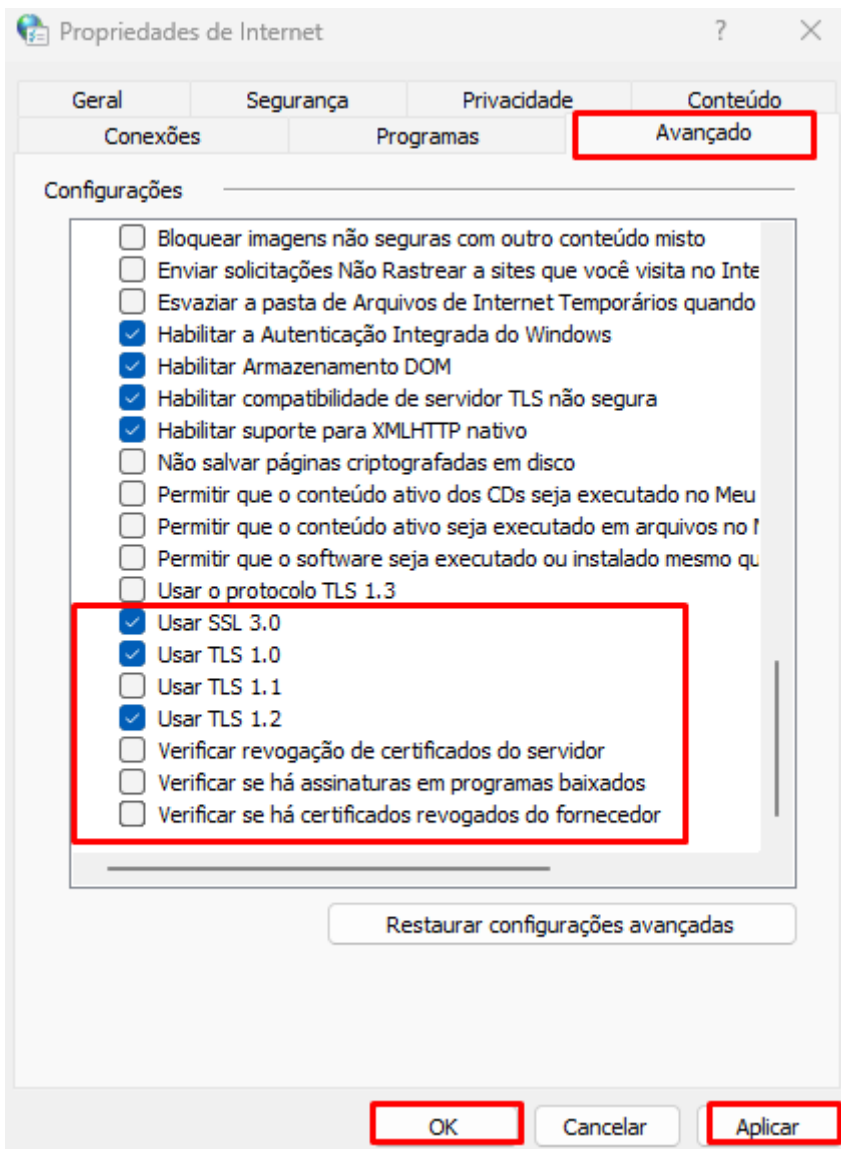 Propriedades de Internet ?
Geral Segurança Privacidade Conteúdo
Conexões Programas Avançado
Configurações
Bloquear imagens não seguras com outro conteúdo misto
Enviar solicitações Não Rastrear a sites que você visita no Inte
Esvaziar a pasta de Arquivos de Internet Temporários quando
Habilitar a Autenticação Integrada do Windows
Habilitar Armazenamento DOM
Habilitar compatibilidade de servidor TLS não segura
Habilitar suporte para XMLHTTP nativo
Não salvar páginas criptografadas em disco
Permitir que o conteúdo ativo dos CDs seja executado no Meu
Permitir que o conteúdo ativo seja executado em arquivos no
Permitir que o software seja executado ou instalado mesmo qu
Usar o protocolo TLS 1.3
Usar SSL 3.0
Usar TLS 1.0
Usar TLS 1.1
Usar TLS 1.2
Verificar revogação de certificados do servidor
Verificar se há assinaturas em programas baixados
Verificar se há certificados revogados do fornecedor
Restaurar configurações avançadas
OK Cancelar Aplicar